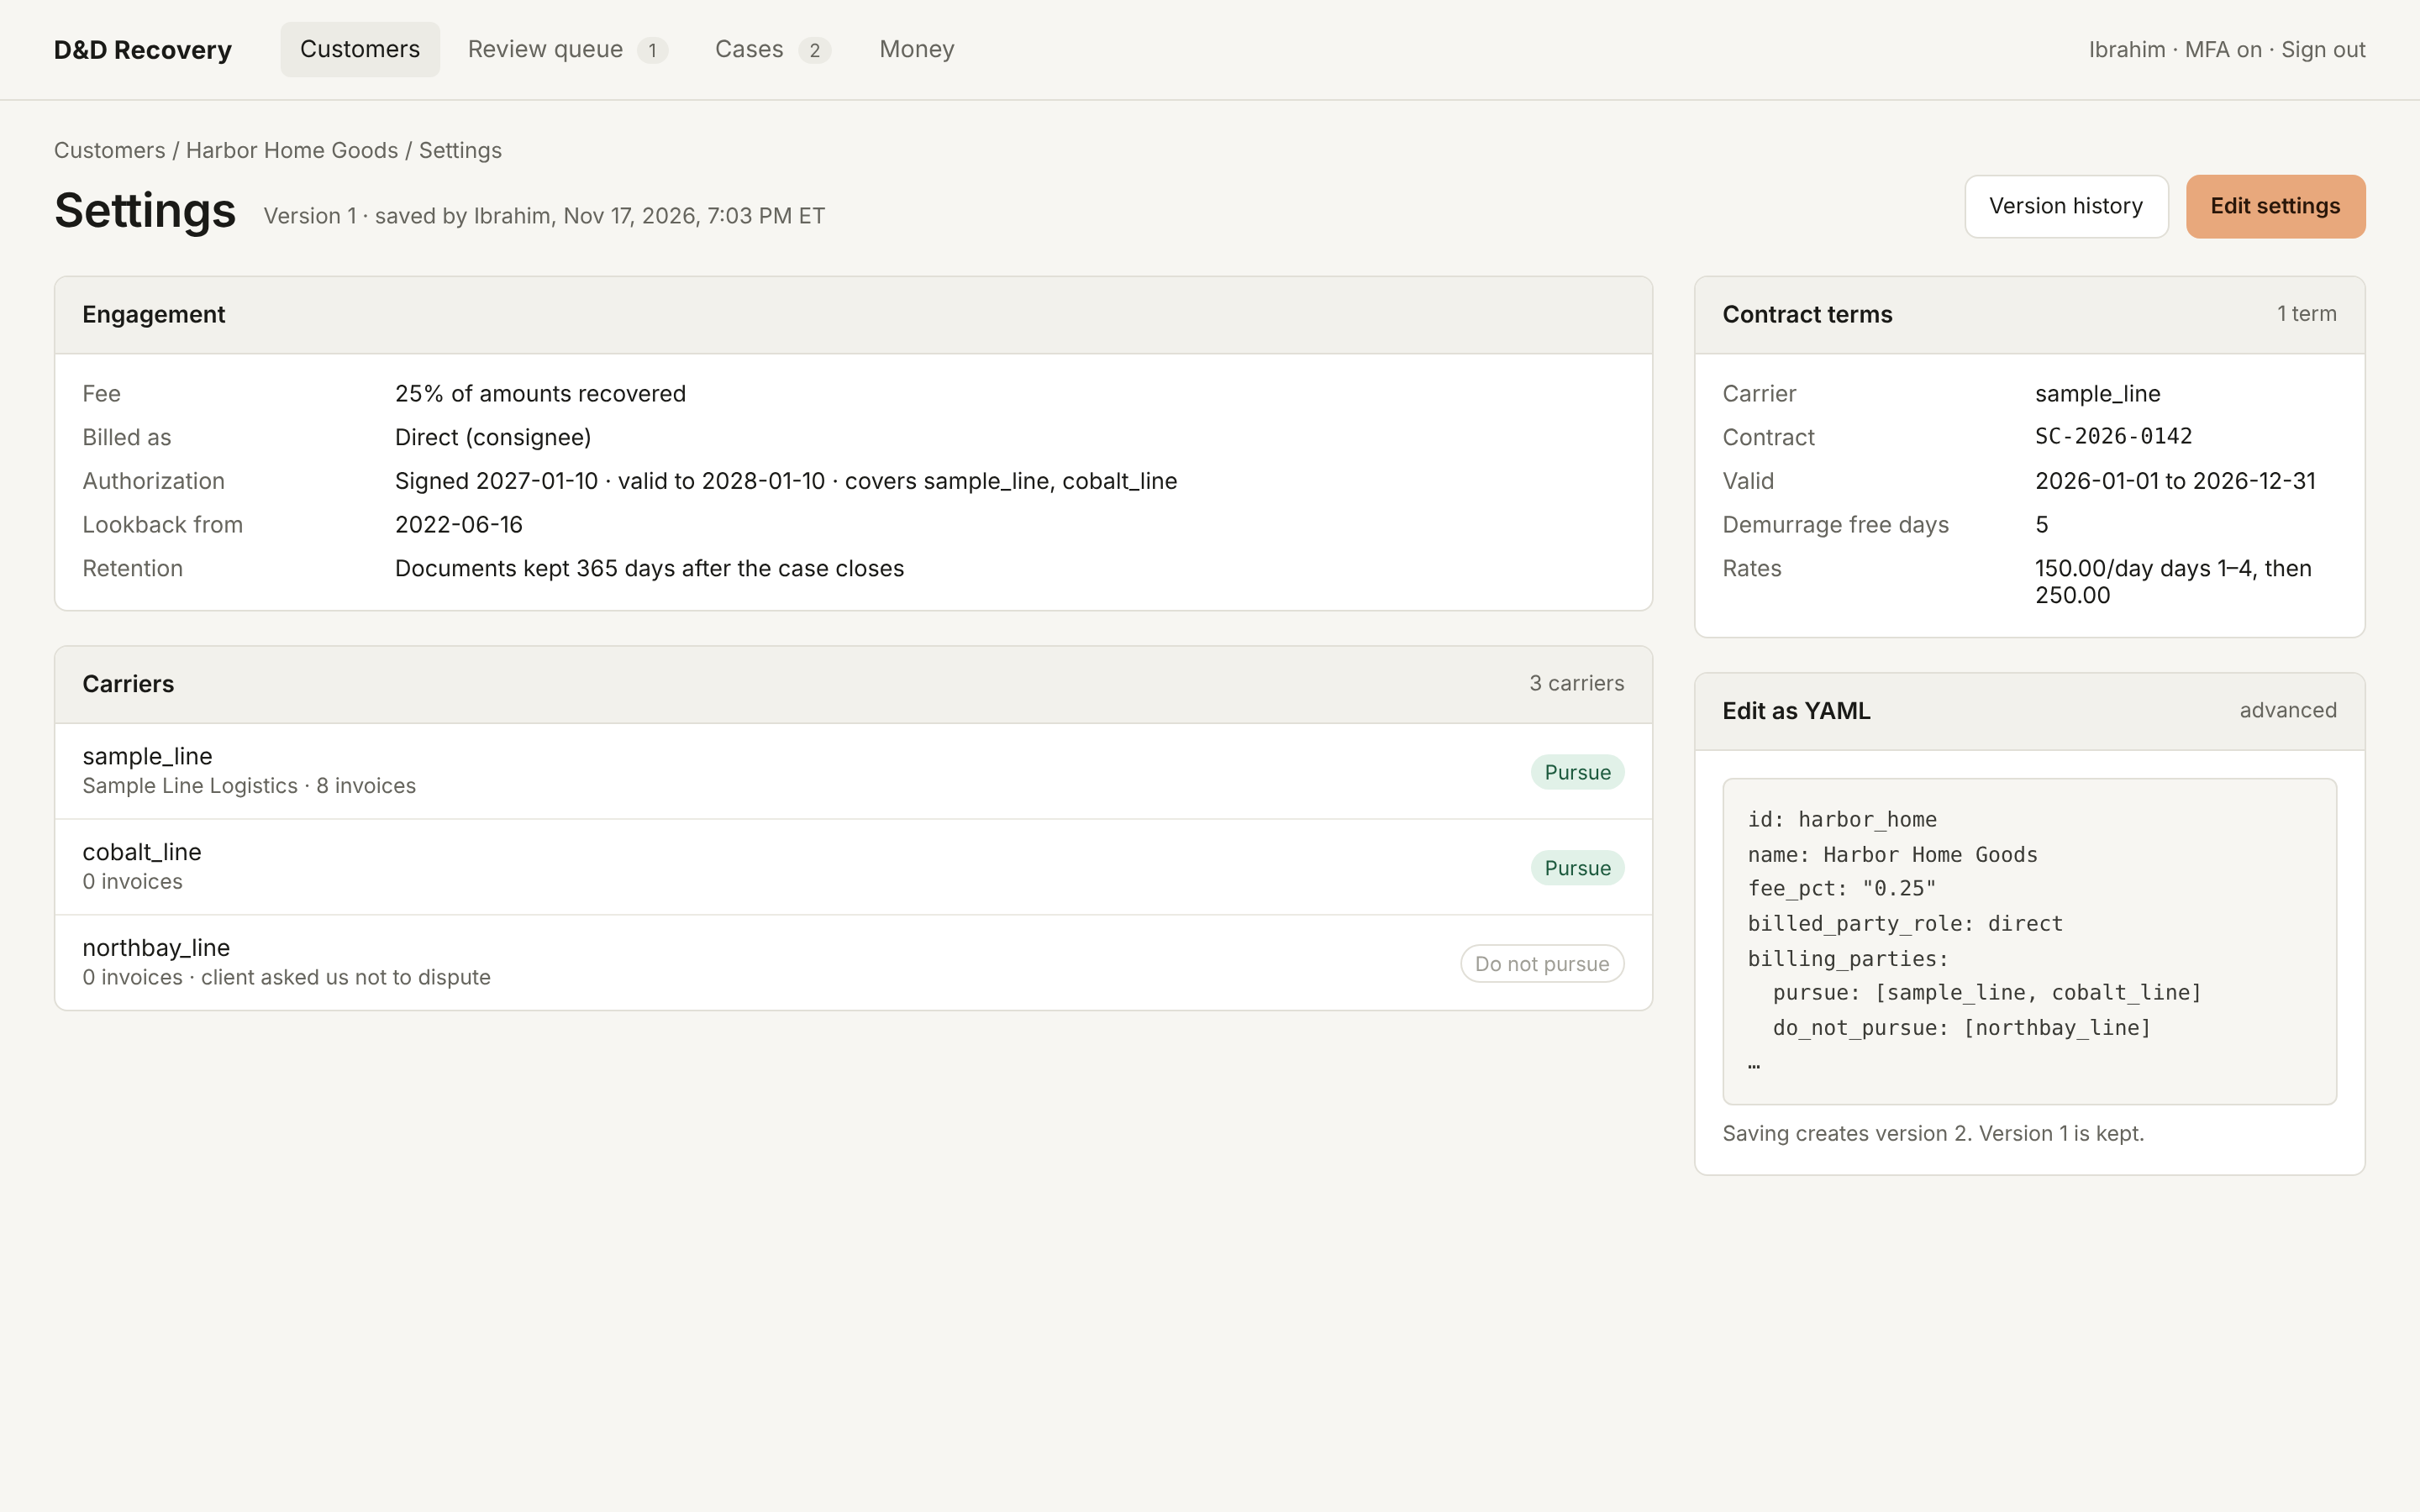 D&D Recovery
Customers
Review queue 1
Cases 2
Money
Ibrahim · MFA on · Sign out
Customers / Harbor Home Goods / Settings
Settings
Version 1 · saved by Ibrahim, Nov 17, 2026, 7:03 PM ET
Version history
Edit settings
Engagement
Fee 25% of amounts recovered
Billed as Direct (consignee)
Authorization Signed 2027-01-10 · valid to 2028-01-10 · covers sample_line, cobalt_line
Lookback from 2022-06-16
Retention Documents kept 365 days after the case closes
Carriers 3 carriers
sample_line
Sample Line Logistics · 8 invoices
Pursue
cobalt_line
0 invoices
Pursue
northbay_line
0 invoices · client asked us not to dispute
Do not pursue
Contract terms 1 term
Carrier sample_line
Contract SC-2026-0142
Valid 2026-01-01 to 2026-12-31
Demurrage free days 5
Rates 150.00/day days 1–4, then
250.00
Edit as YAML advanced
id: harbor_home
name: Harbor Home Goods
fee_pct: "0.25"
billed_party_role: direct
billing_parties:
  pursue: [sample_line, cobalt_line]
  do_not_pursue: [northbay_line]
…
Saving creates version 2. Version 1 is kept.